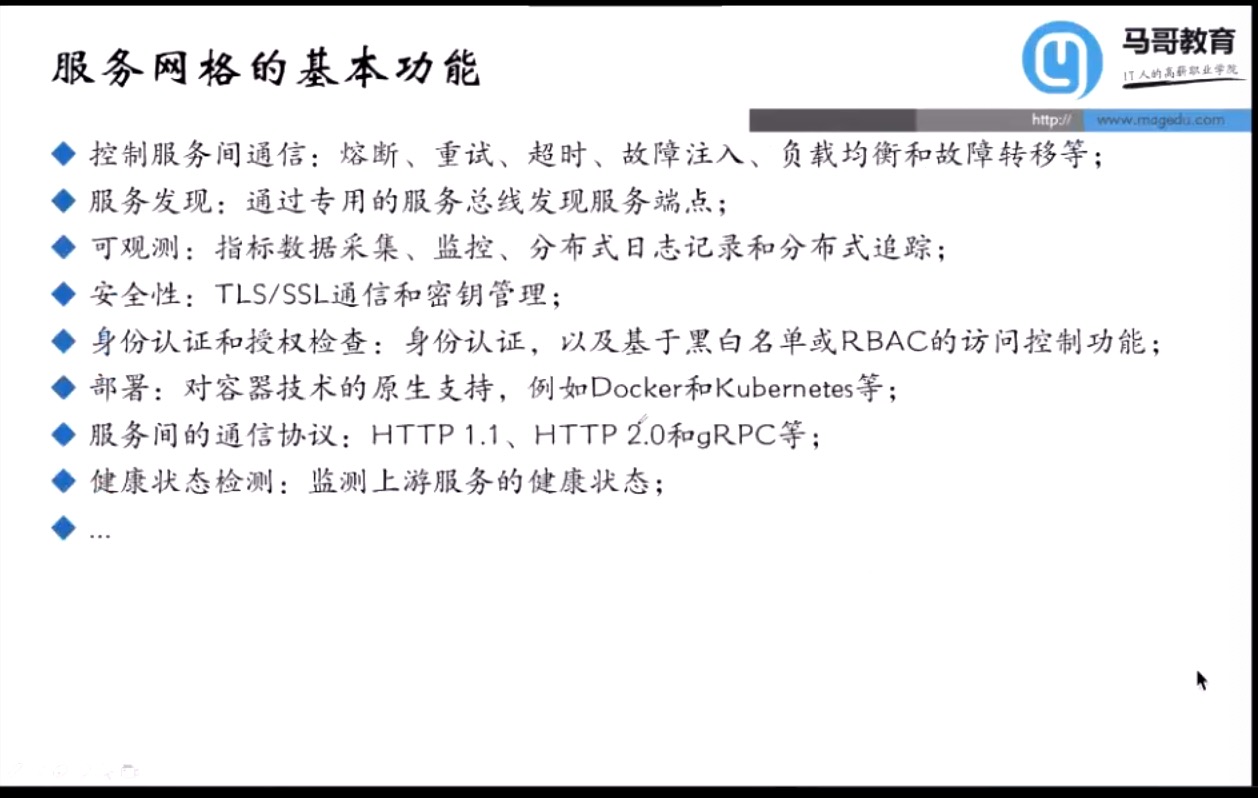 服务网格的基本功能
马哥教育
IT人的高薪职业学院
http://
www.magedu.com
控制服务间通信：熔断、重试、超时、故障注入、负载均衡和故障转移等；
服务发现：通过专用的服务总线发现服务端点；
可观测：指标数据采集、监控、分布式日志记录和分布式追踪；
安全性：TLS/SSL通信和密钥管理；
身份认证和授权检查：身份认证，以及基于黑白名单或RBAC的访问控制功能；
部署：对容器技术的原生支持，例如Docker和Kubernetes等；
服务间的通信协议：HTTP 1.1、HTTP 2.0和gRPC等；
健康状态检测：监测上游服务的健康状态；
...